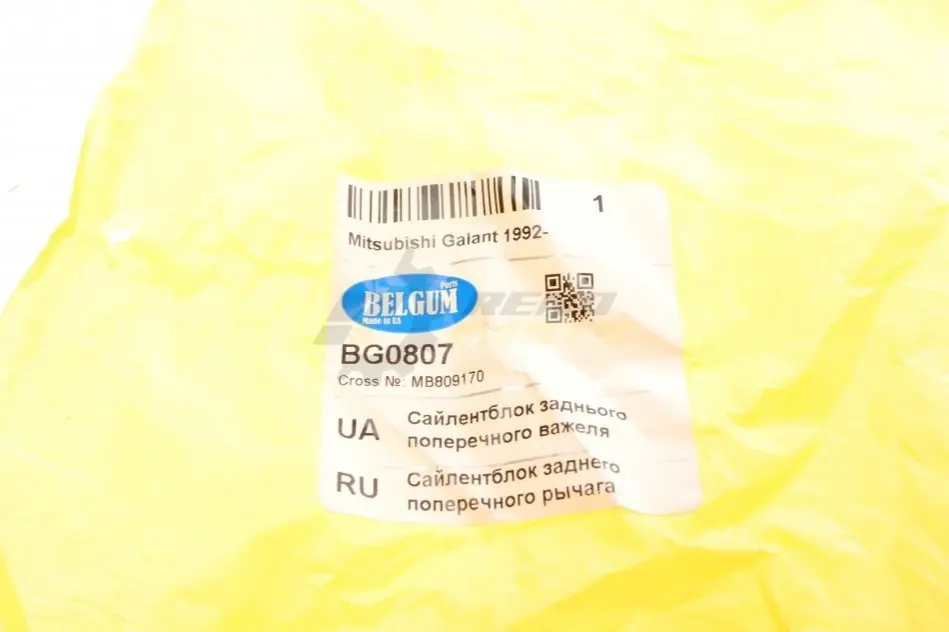 1
Mitsubishi Galant 1992-
Parts
BELGUM
Made in UA
BG0807
Cross №: MB809170
UA
Сайлентблок заднього
поперечного важеля
RU
Сайлентблок заднего
поперечного рычага